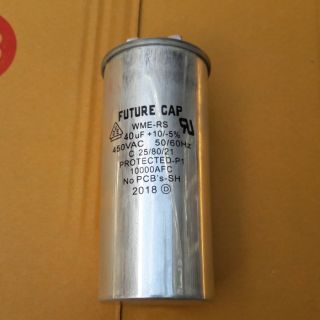 FUTURE CAP
WME-RS
40uF +10/-5%
450VAC 50/60Hz
C 25/80/21
PROTECTED-P1
10000AFC
No PCB's-SH
2018 D